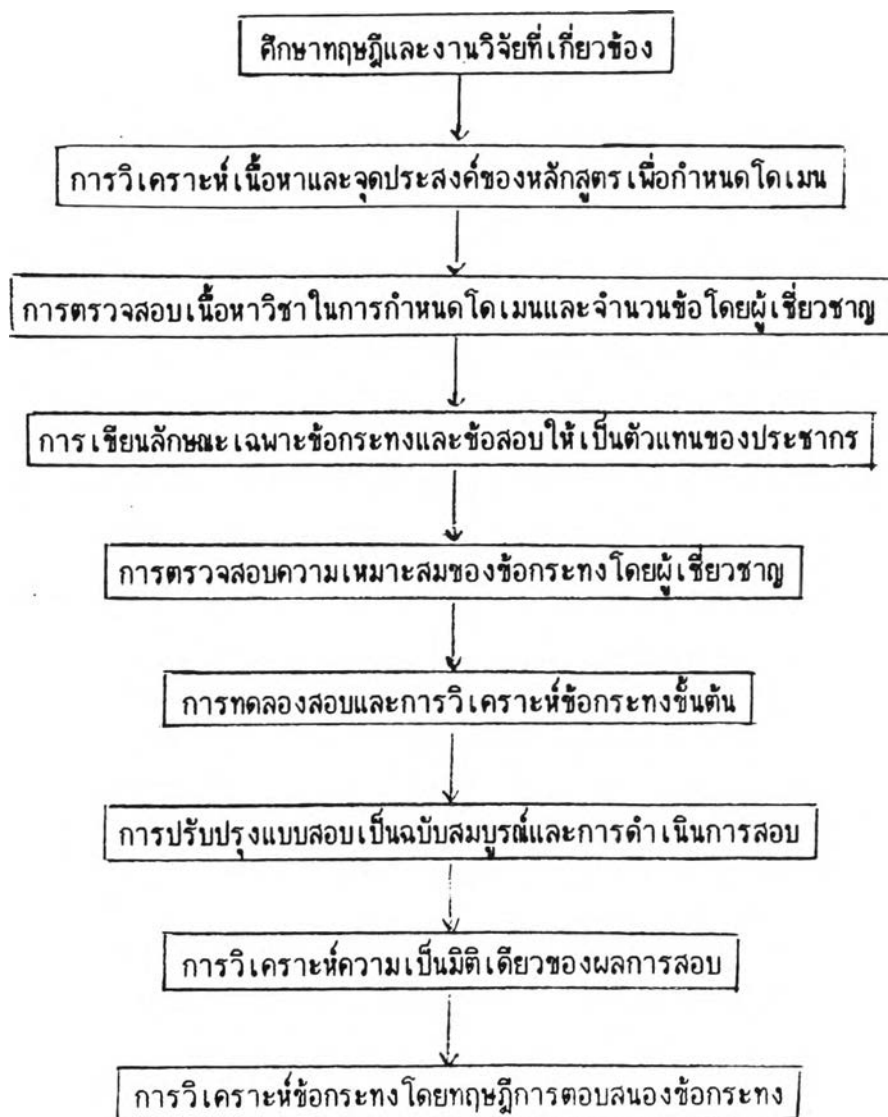 ศึกษาทฤษฎีและงานวิจัยที่เกี่ยวข้อง
การวิเคราะห์เนื้อหาและจุดประสงค์ของหลักสูตรเพื่อกำหนดโดเมน
การตรวจสอบเนื้อหาวิชาในการกำหนดโดเมนและจำนวนข้อโดยผู้เชี่ยวชาญ
การเขียนลักษณะเฉพาะข้อกระทงและข้อสอบให้เป็นตัวแทนของประชากร
การตรวจสอบความเหมาะสมของข้อกระทงโดยผู้เชี่ยวชาญ
การทดลองสอบและการวิเคราะห์ข้อกระทงขั้นต้น
การปรับปรุงแบบสอบเป็นฉบับสมบูรณ์และการดำเนินการสอบ
การวิเคราะห์ความเป็นมิติเดียวของผลการสอบ
การวิเคราะห์ข้อกระทงโดยทฤษฎีการตอบสนองข้อกระทง